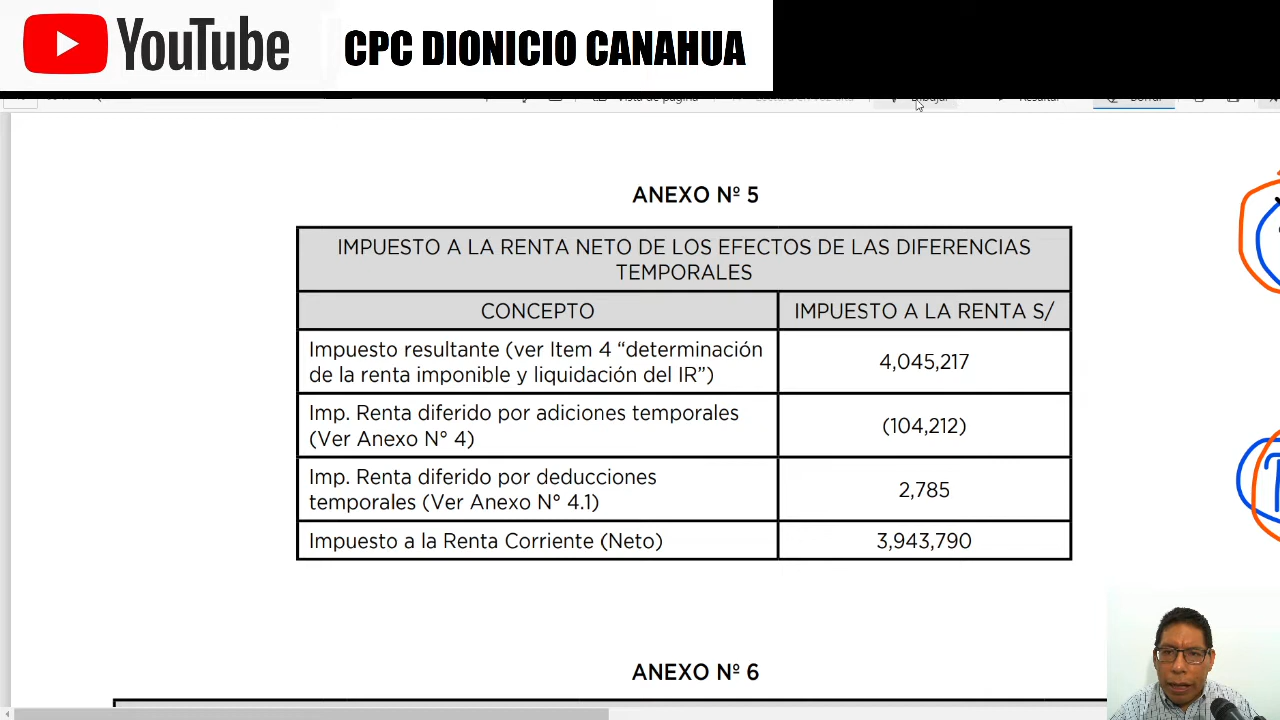 YouTube CPC DIONICIO CANAHUA
ANEXO Nº 5
IMPUESTO A LA RENTA NETO DE LOS EFECTOS DE LAS DIFERENCIAS
TEMPORALES
CONCEPTO IMPUESTO A LA RENTA S/
Impuesto resultante (ver Item 4 “determinación
de la renta imponible y liquidación del IR”) 4,045,217
Imp. Renta diferido por adiciones temporales
(Ver Anexo N° 4) (104,212)
Imp. Renta diferido por deducciones
temporales (Ver Anexo N° 4.1) 2,785
Impuesto a la Renta Corriente (Neto) 3,943,790
ANEXO Nº 6